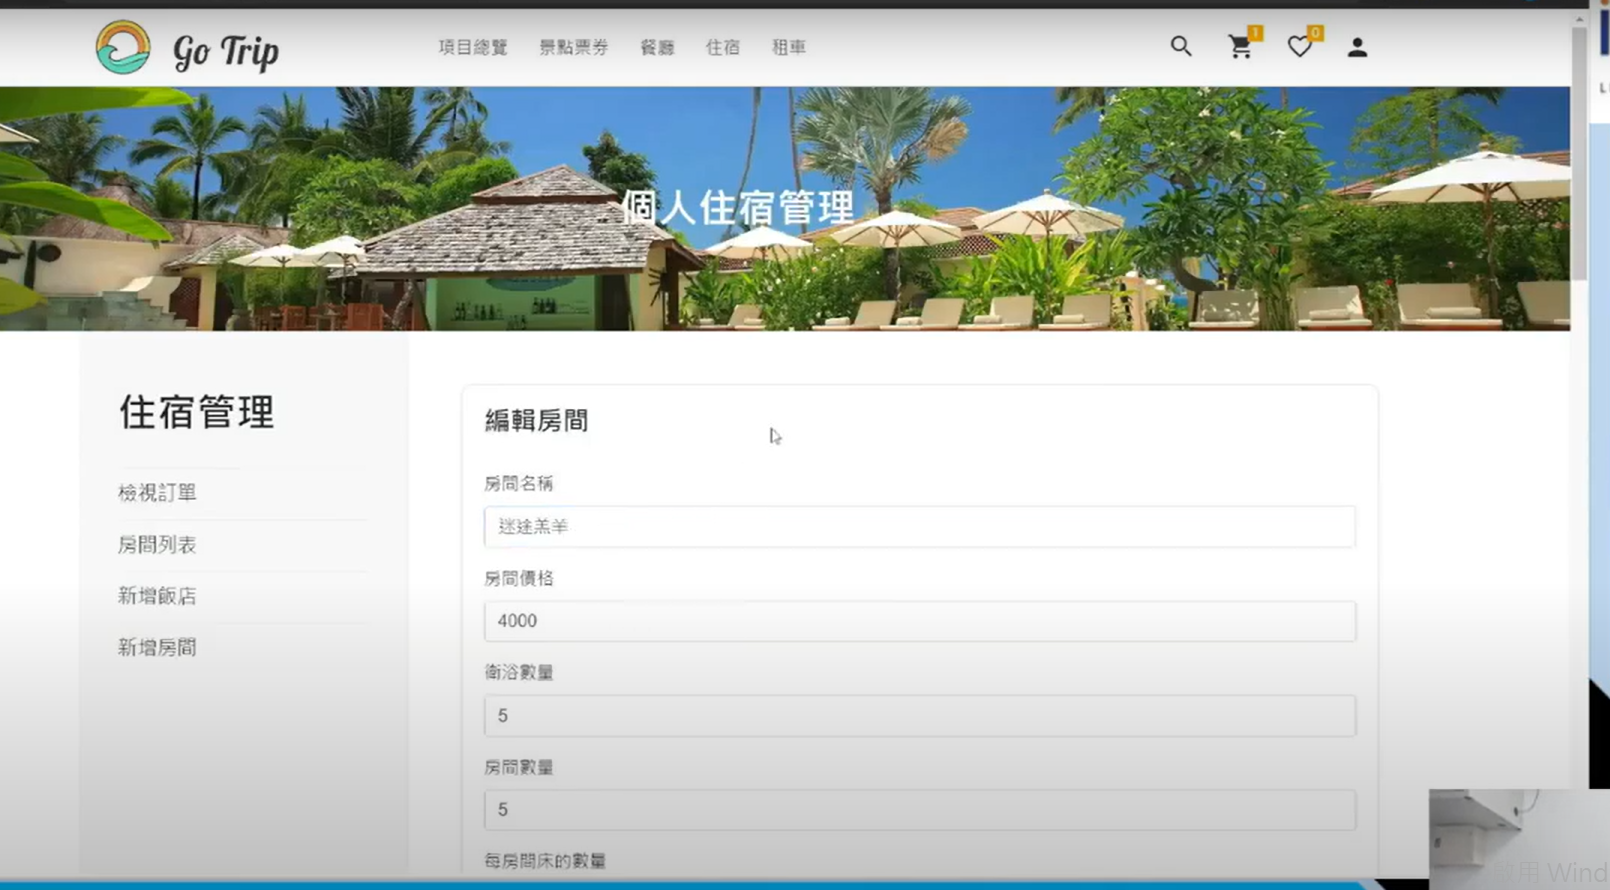 Go Trip
項目總覽 景點票券 餐廳 住宿 租車
1 0
個人住宿管理
住宿管理
檢視訂單
房間列表
新增飯店
新增房間
編輯房間
房間名稱
迷途羔羊
房間價格
4000
衛浴數量
5
房間數量
5
每房間床的數量
啟用 Wind